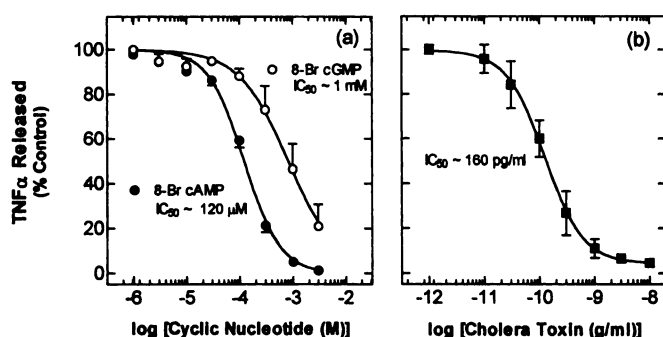 (a)
(b)
TNFα Released
(% Control)
100
80
60
40
20
0
8-Br cGMP
IC50 ~ 1 mM
8-Br cAMP
IC50 ~ 120 μM
IC50 ~ 160 pg/ml
-6 -5 -4 -3 -2
-12 -11 -10 -9 -8
log [Cyclic Nucleotide (M)]
log [Cholera Toxin (g/ml)]